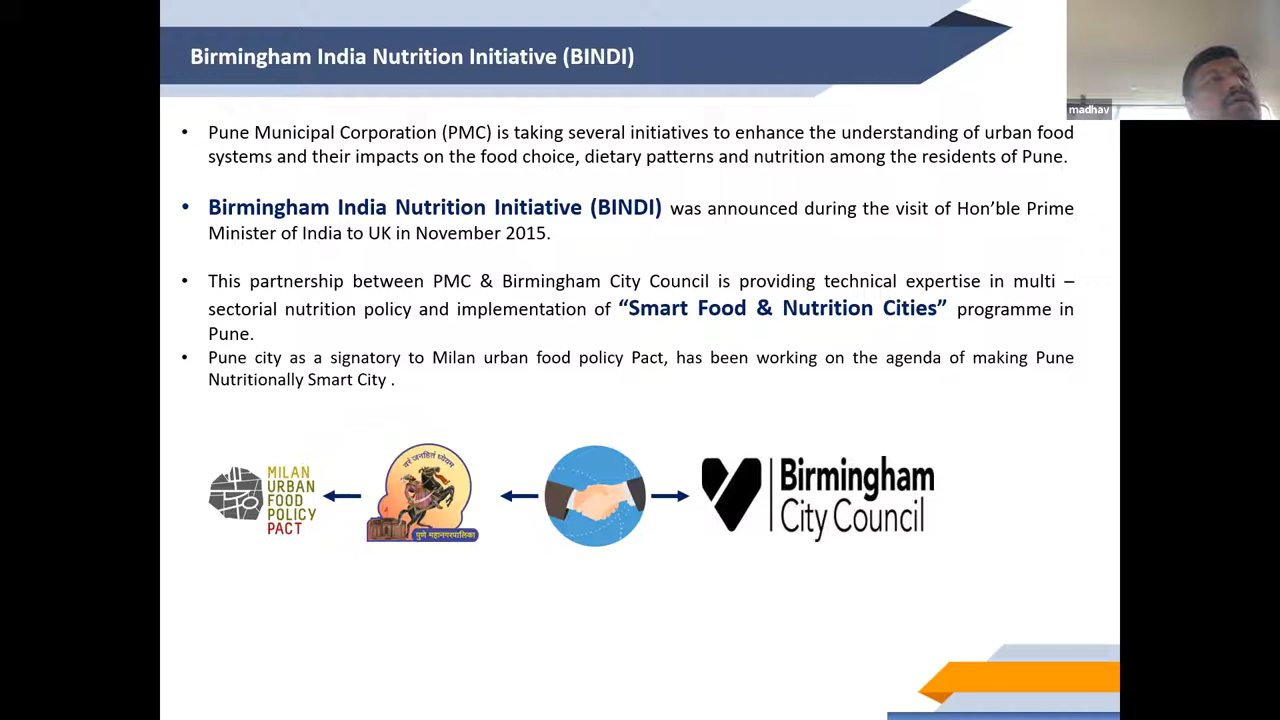 Birmingham India Nutrition Initiative (BINDI)
madhav
• Pune Municipal Corporation (PMC) is taking several initiatives to enhance the understanding of urban food
systems and their impacts on the food choice, dietary patterns and nutrition among the residents of Pune.
• Birmingham India Nutrition Initiative (BINDI) was announced during the visit of Hon’ble Prime
Minister of India to UK in November 2015.
• This partnership between PMC & Birmingham City Council is providing technical expertise in multi –
sectorial nutrition policy and implementation of “Smart Food & Nutrition Cities” programme in
Pune.
• Pune city as a signatory to Milan urban food policy Pact, has been working on the agenda of making Pune
Nutritionally Smart City .
MILAN
URBAN
FOOD
POLICY
PACT
वरं जनहितं ध्येयम
पुणे महानगरपालिका
Birmingham
City Council